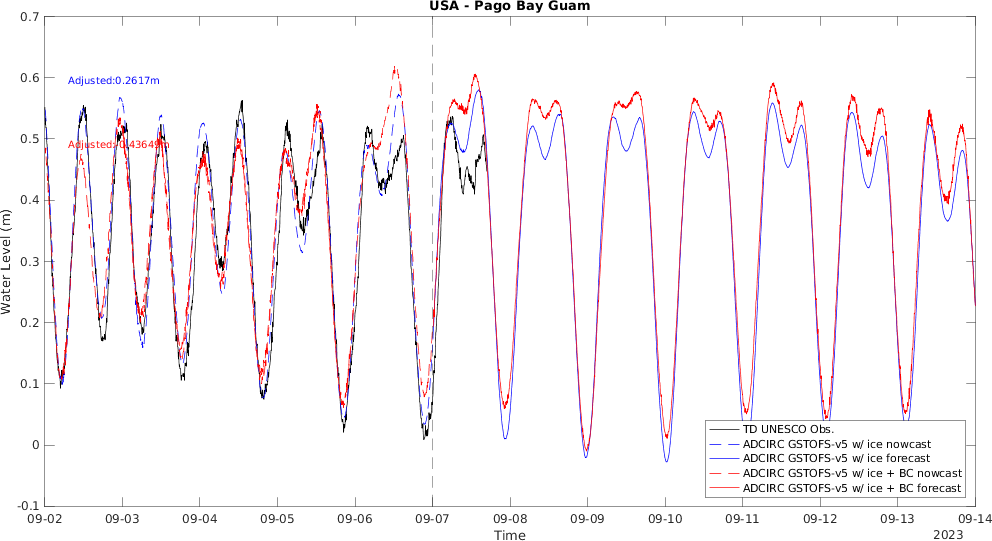 USA - Pago Bay Guam
0.7
0.6
0.5
0.4
0.3
0.2
0.1
0
-0.1
Water Level (m)
Adjusted:0.2617m
Adjusted:-0.43649m
TD UNESCO Obs.
ADCIRC GSTOFS-v5 w/ ice nowcast
ADCIRC GSTOFS-v5 w/ ice forecast
ADCIRC GSTOFS-v5 w/ ice + BC nowcast
ADCIRC GSTOFS-v5 w/ ice + BC forecast
09-02 09-03 09-04 09-05 09-06 09-07 09-08 09-09 09-10 09-11 09-12 09-13 09-14
Time
2023